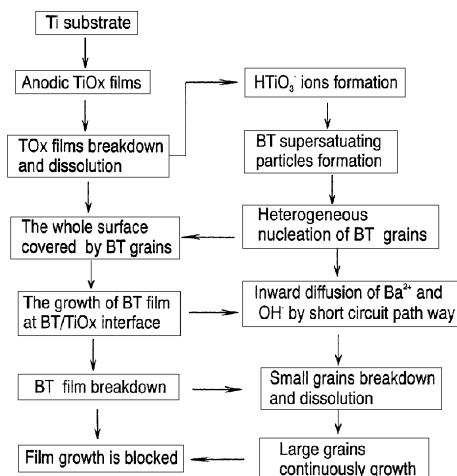 Ti substrate
Anodic TiOx films
HTiO₃⁻ ions formation
TOx films breakdown
and dissolution
BT supersatuating
particles formation
The whole surface
covered by BT grains
Heterogeneous
nucleation of BT grains
The growth of BT film
at BT/TiOx interface
Inward diffusion of Ba²⁺ and
OH⁻ by short circuit path way
BT film breakdown
Small grains breakdown
and dissolution
Film growth is blocked
Large grains
continuously growth